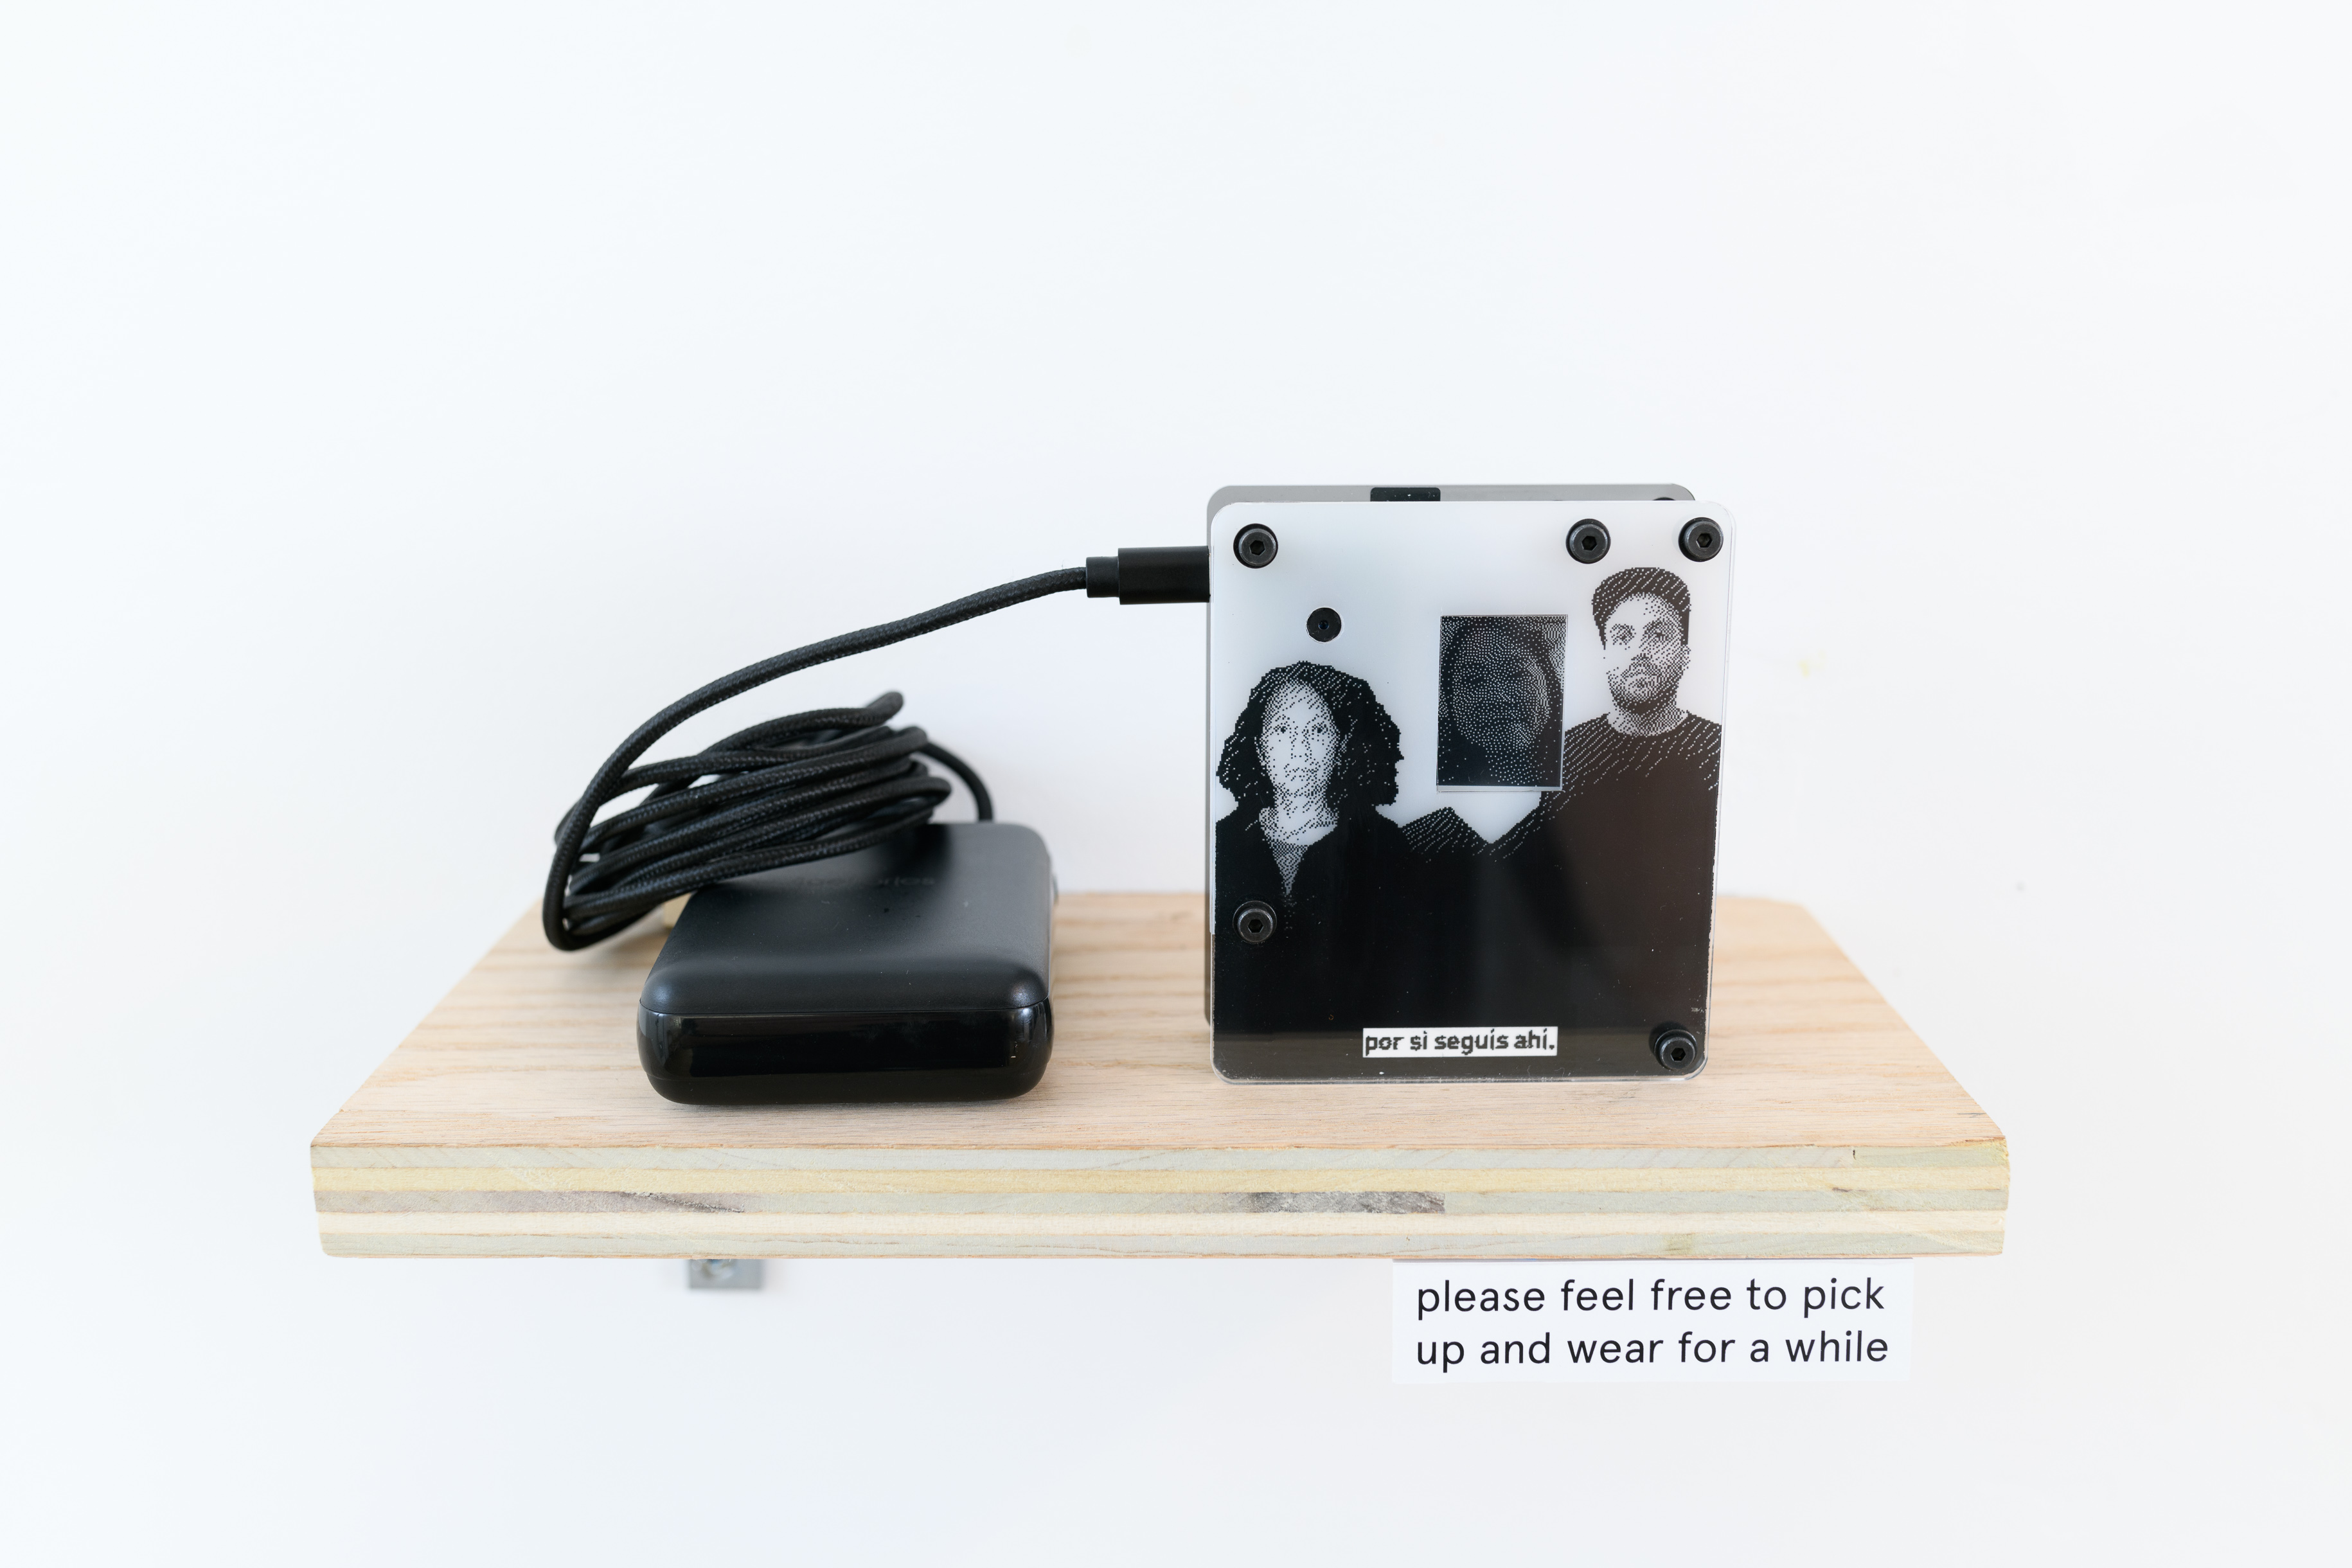 por si seguís ahí.
please feel free to pick
up and wear for a while